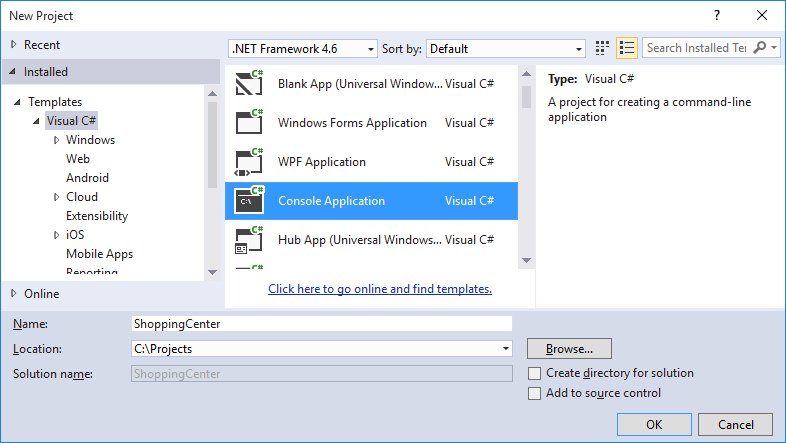 New Project
?
Recent
.NET Framework 4.6
Sort by:
Default
Search Installed Te
Installed
Templates
Visual C#
Windows
Web
Android
Cloud
Extensibility
iOS
Mobile Apps
Reporting
Online
C#
Blank App (Universal Window... Visual C#
C#
Windows Forms Application Visual C#
C#
WPF Application Visual C#
C#
C:\
Console Application Visual C#
C#
Hub App (Universal Windows... Visual C#
C#
Click here to go online and find templates.
Type: Visual C#
A project for creating a command-line
application
Name: ShoppingCenter
Location: C:\Projects
Browse...
Solution name: ShoppingCenter
Create directory for solution
Add to source control
OK
Cancel